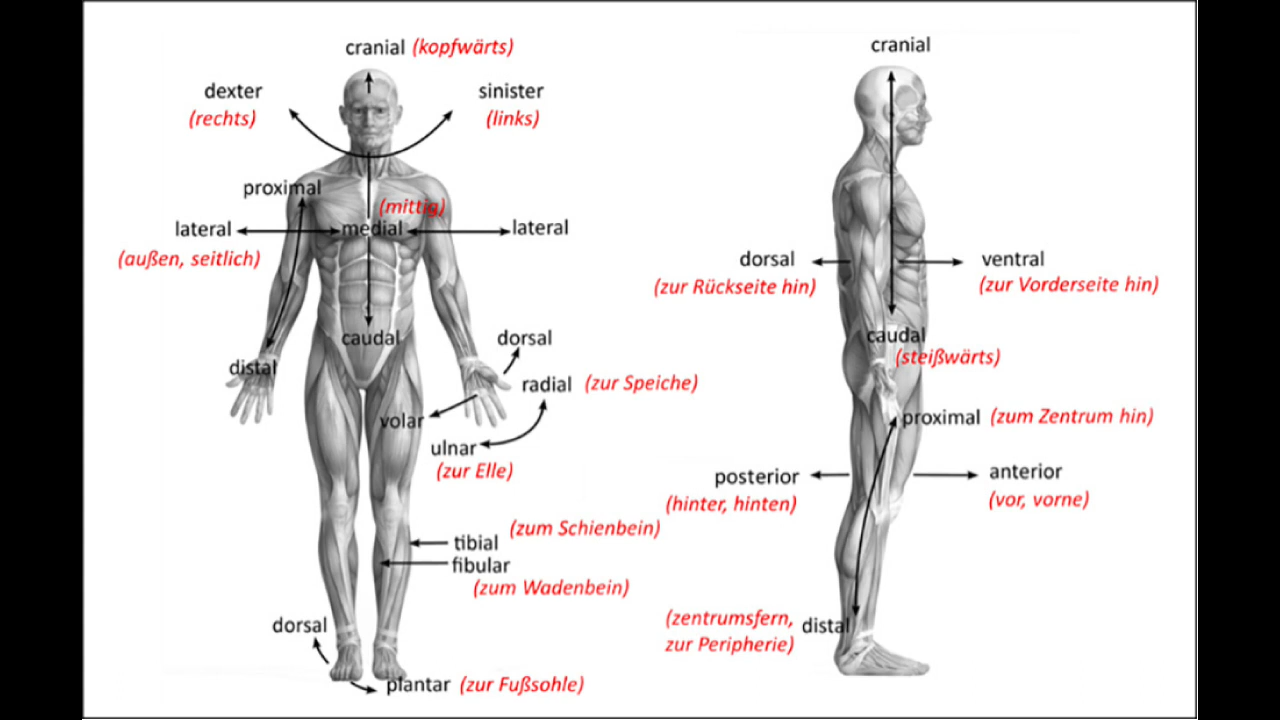 cranial (kopfwärts)
dexter
(rechts)
sinister
(links)
proximal
(mittig)
lateral
medial
lateral
(außen, seitlich)
caudal
distal
dorsal
radial (zur Speiche)
volar
ulnar
(zur Elle)
(zum Schienbein)
tibial
fibular
(zum Wadenbein)
dorsal
plantar (zur Fußsohle)
cranial
dorsal
(zur Rückseite hin)
ventral
(zur Vorderseite hin)
caudal
(steißwärts)
proximal (zum Zentrum hin)
posterior
(hinter, hinten)
anterior
(vor, vorne)
(zentrumsfern,
zur Peripherie)
distal